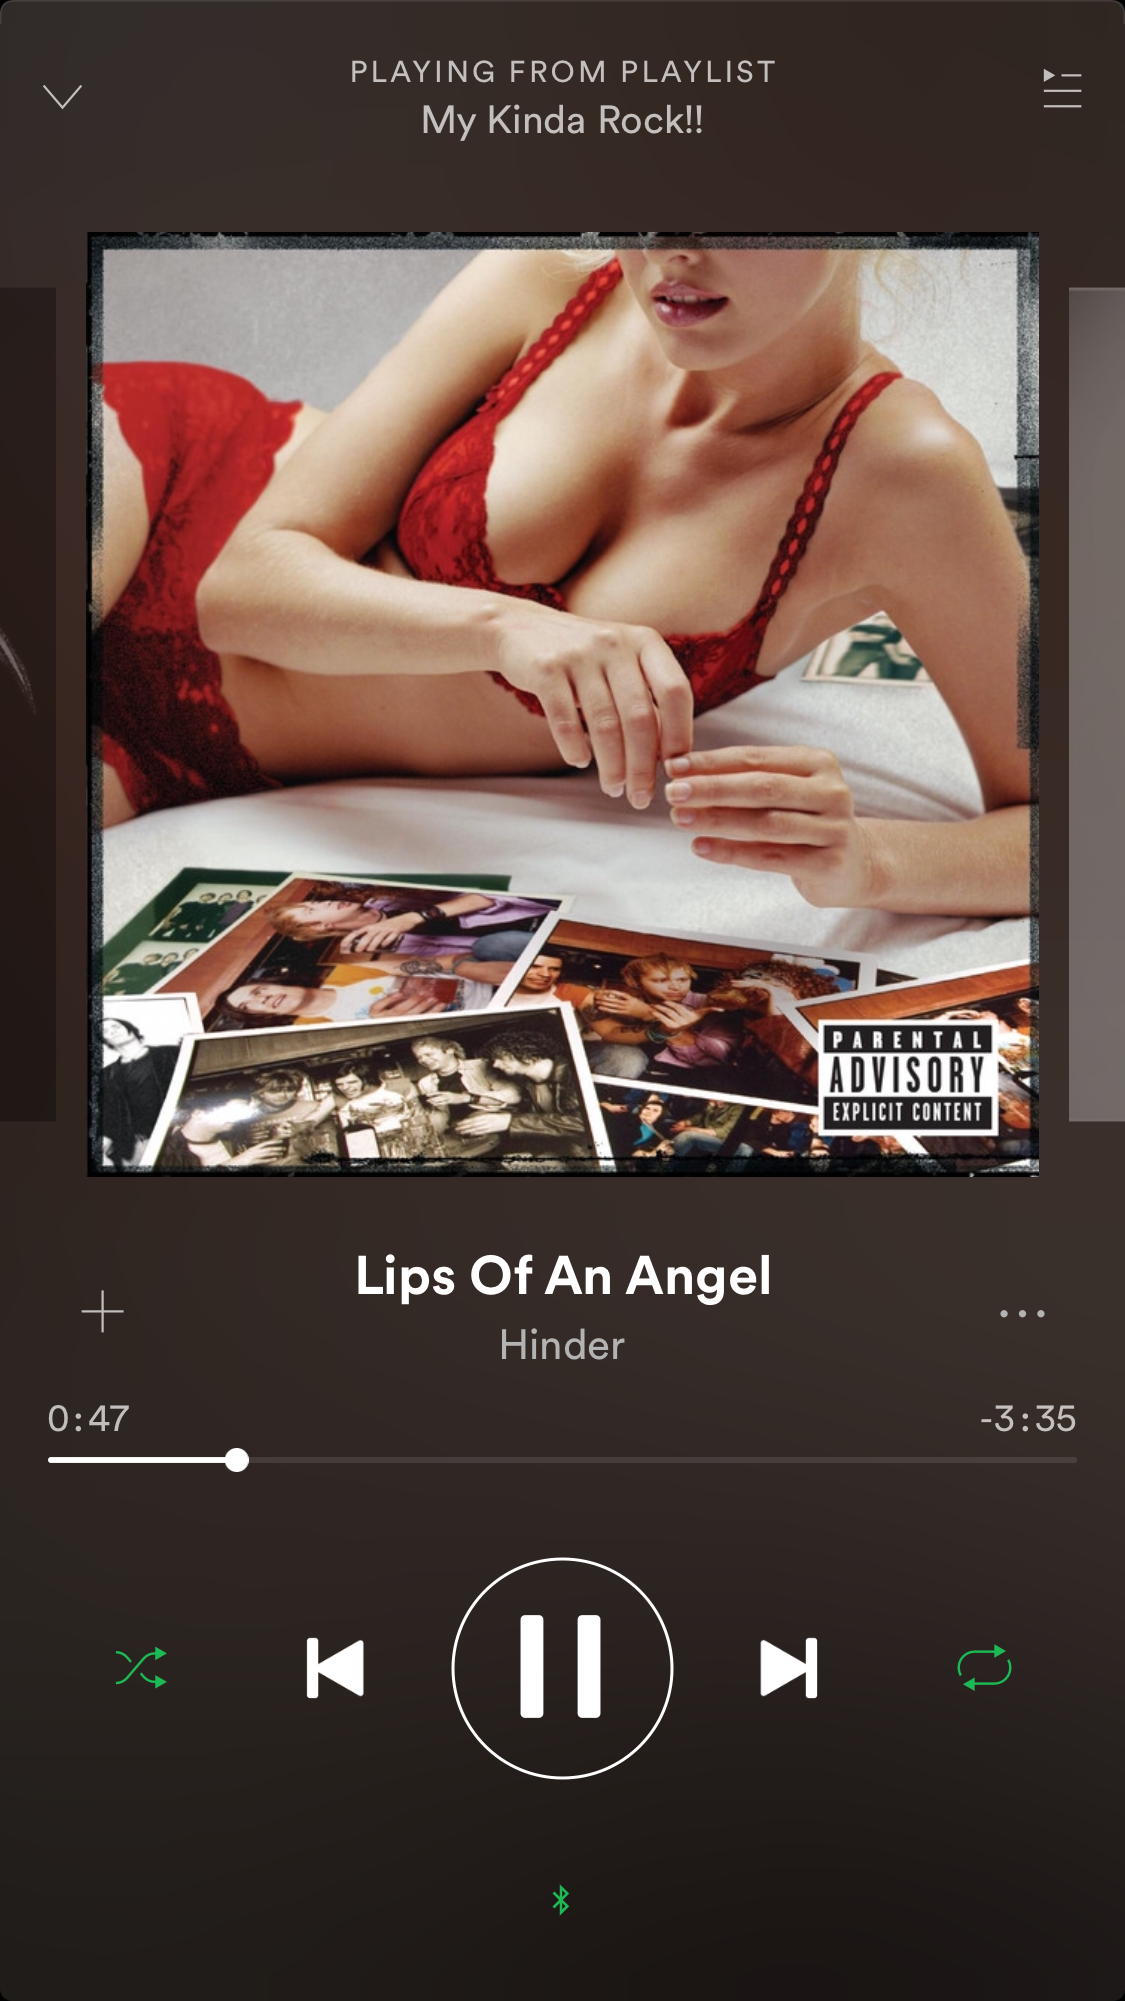 PLAYING FROM PLAYLIST
My Kinda Rock!!
PARENTAL
ADVISORY
EXPLICIT CONTENT
Lips Of An Angel
Hinder
0:47
-3:35